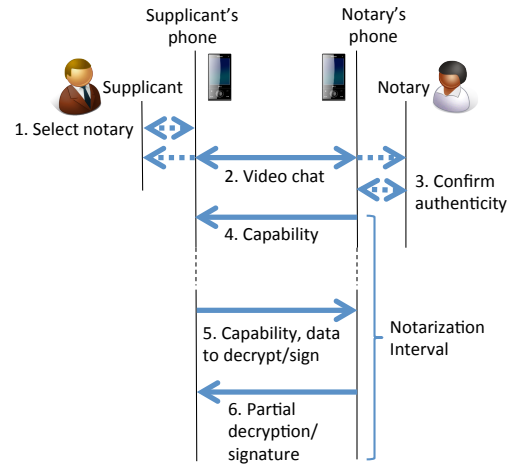 Supplicant's
phone
Notary's
phone
Supplicant
Notary
1. Select notary
2. Video chat
3. Confirm
authenticity
4. Capability
5. Capability, data
to decrypt/sign
Notarization
Interval
6. Partial
decryption/
signature